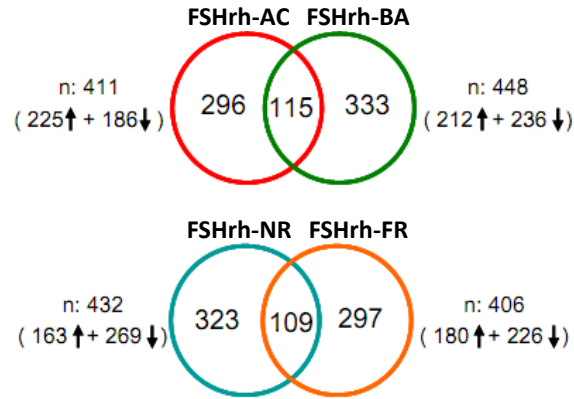 FSHrh-AC FSHrh-BA
n: 411
(225↑ + 186↓)
296 115 333
n: 448
(212↑ + 236↓)
FSHrh-NR FSHrh-FR
n: 432
(163↑ + 269↓)
323 109 297
n: 406
(180↑ + 226↓)